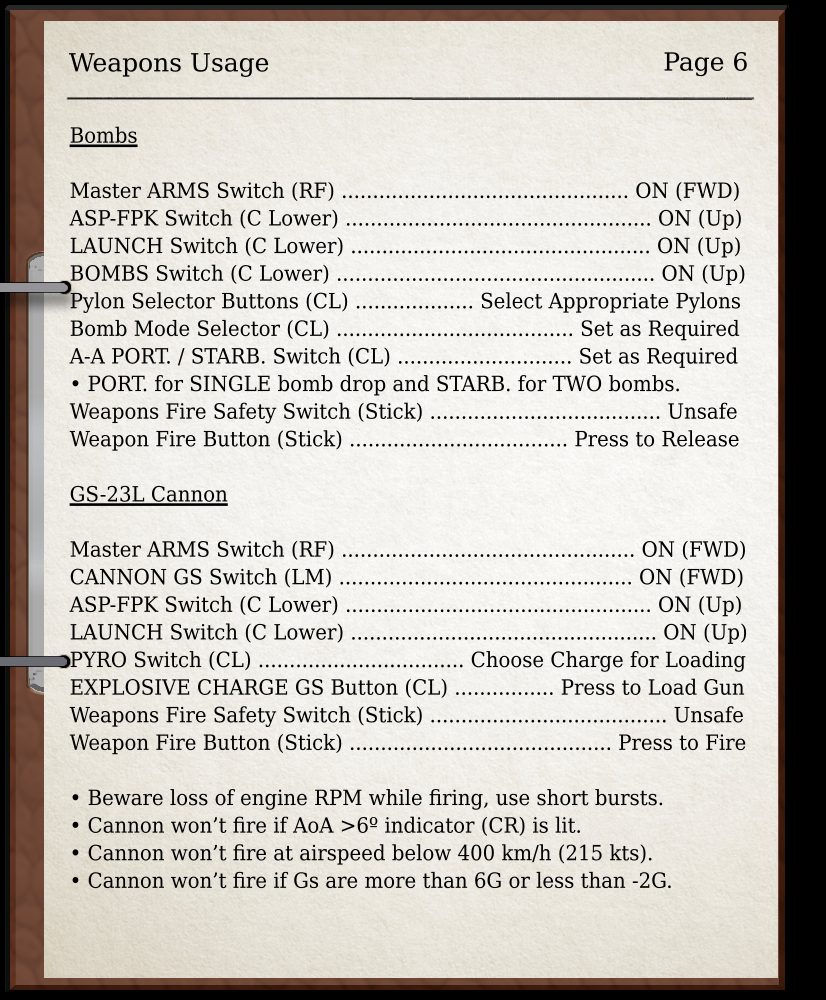 Weapons Usage Page 6
Bombs
Master ARMS Switch (RF) ........................................... ON (FWD)
ASP-FPK Switch (C Lower) .............................................. ON (Up)
LAUNCH Switch (C Lower) .............................................. ON (Up)
BOMBS Switch (C Lower) ................................................ ON (Up)
Pylon Selector Buttons (CL) .................. Select Appropriate Pylons
Bomb Mode Selector (CL) .................................... Set as Required
A-A PORT. / STARB. Switch (CL) .......................... Set as Required
• PORT. for SINGLE bomb drop and STARB. for TWO bombs.
Weapons Fire Safety Switch (Stick) ................................... Unsafe
Weapon Fire Button (Stick) ................................. Press to Release
GS-23L Cannon
Master ARMS Switch (RF) ............................................ ON (FWD)
CANNON GS Switch (LM) ............................................ ON (FWD)
ASP-FPK Switch (C Lower) .............................................. ON (Up)
LAUNCH Switch (C Lower) ............................................... ON (Up)
PYRO Switch (CL) ............................... Choose Charge for Loading
EXPLOSIVE CHARGE GS Button (CL) ............... Press to Load Gun
Weapons Fire Safety Switch (Stick) .................................... Unsafe
Weapon Fire Button (Stick) ....................................... Press to Fire
• Beware loss of engine RPM while firing, use short bursts.
• Cannon won’t fire if AoA >6º indicator (CR) is lit.
• Cannon won’t fire at airspeed below 400 km/h (215 kts).
• Cannon won’t fire if Gs are more than 6G or less than -2G.